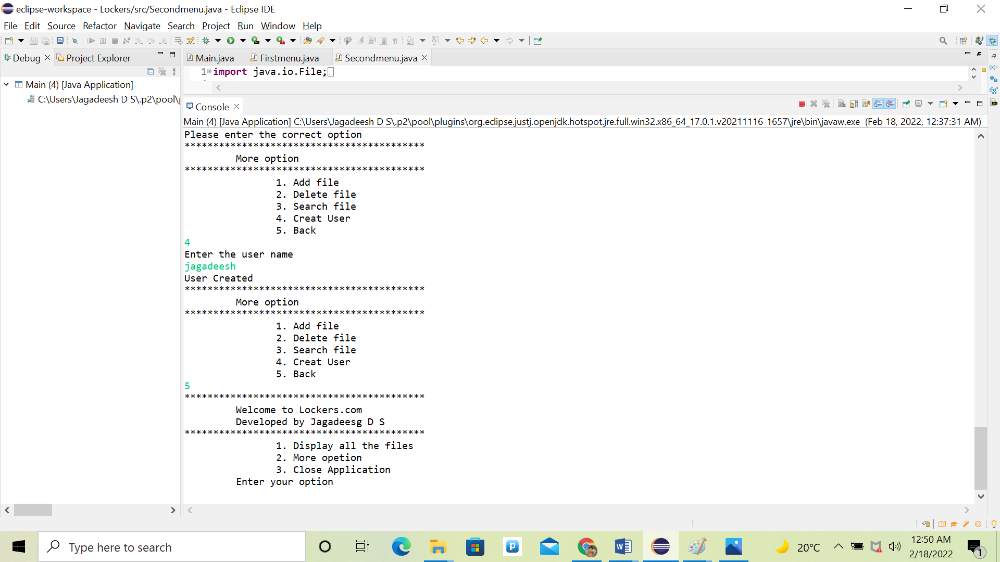 eclipse-workspace - Lockers/src/Secondmenu.java - Eclipse IDE
File Edit Source Refactor Navigate Search Project Run Window Help
Debug Project Explorer
Main.java Firstmenu.java Secondmenu.java
1 import java.io.File;
Main (4) [Java Application]
C:\Users\Jagadeesh D S\.p2\pool\
Console
Main (4) [Java Application] C:\Users\Jagadeesh D S\.p2\pool\plugins\org.eclipse.justj.openjdk.hotspot.jre.full.win32.x86_64_17.0.1.v20211116-1657\jre\bin\javaw.exe (Feb 18, 2022, 12:37:31 AM)
Please enter the correct option
******************************************
More option
******************************************
1. Add file
2. Delete file
3. Search file
4. Creat User
5. Back
4
Enter the user name
jagadeesh
User Created
******************************************
More option
******************************************
1. Add file
2. Delete file
3. Search file
4. Creat User
5. Back
5
******************************************
Welcome to Lockers.com
Developed by Jagadeesg D S
******************************************
1. Display all the files
2. More opetion
3. Close Application
Enter your option
Type here to search
20°C
12:50 AM
2/18/2022
1